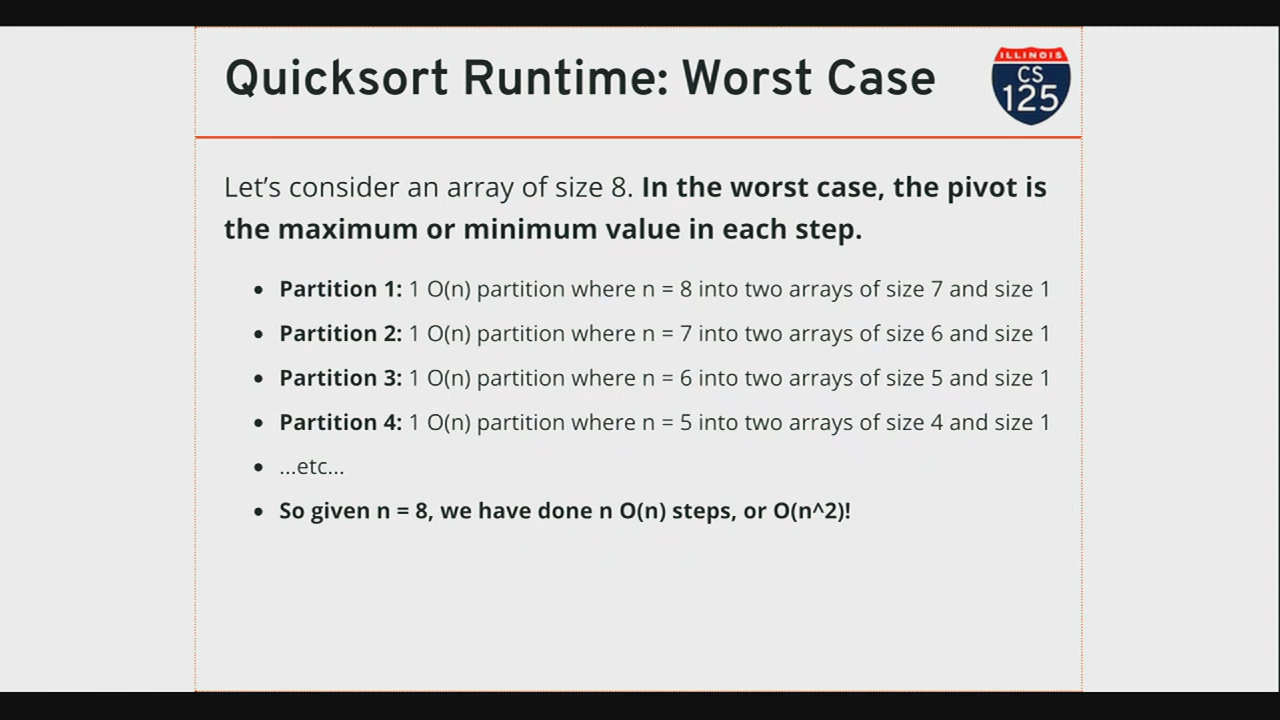 Quicksort Runtime: Worst Case
ILLINOIS
CS
125
Let’s consider an array of size 8. In the worst case, the pivot is
the maximum or minimum value in each step.
• Partition 1: 1 O(n) partition where n = 8 into two arrays of size 7 and size 1
• Partition 2: 1 O(n) partition where n = 7 into two arrays of size 6 and size 1
• Partition 3: 1 O(n) partition where n = 6 into two arrays of size 5 and size 1
• Partition 4: 1 O(n) partition where n = 5 into two arrays of size 4 and size 1
• ...etc...
• So given n = 8, we have done n O(n) steps, or O(n^2)!